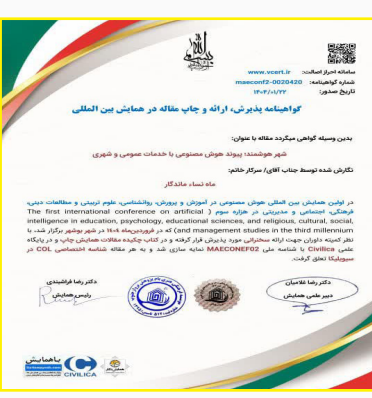 سامانه احراز اصالت: www.vcert.ir
شماره گواهینامه: maeconf2-0020420
تاریخ صدور: ۱۴۰۴/۰۱/۲۲
گواهینامه پذیرش، ارائه و چاپ مقاله در همایش بین المللی
بدین وسیله گواهی میگردد مقاله با عنوان:
شهر هوشمند؛ پیوند هوش مصنوعی با خدمات عمومی و شهری
نگارش شده توسط جناب آقای/ سرکار خانم:
ماه نساء ماندگار
در اولین همایش بین المللی هوش مصنوعی در آموزش و پرورش، روانشناسی، علوم تربیتی و مطالعات دینی،
فرهنگی، اجتماعی و مدیریتی در هزاره سوم (The first international conference on artificial
intelligence in education, psychology, educational sciences, and religious, cultural, social,
and management studies in the third millennium) که در فروردین‌ماه ۱۴۰۴ در شهر بوشهر برگزار شد، با
نظر کمیته داوران جهت ارائه سخنرانی مورد پذیرش قرار گرفته و در کتاب چکیده مقالات همایش چاپ و در پایگاه
علمی Civilica با شناسه ملی MAECONEF02 نمایه سازی شد و به هر مقاله شناسه اختصاصی COL در
سیویلیکا تعلق گرفت.
دکتر رضا غلامیان
دبیر علمی همایش
دکتر رضا فراشبندی
رئیس همایش
باهمایش
CIVILICA